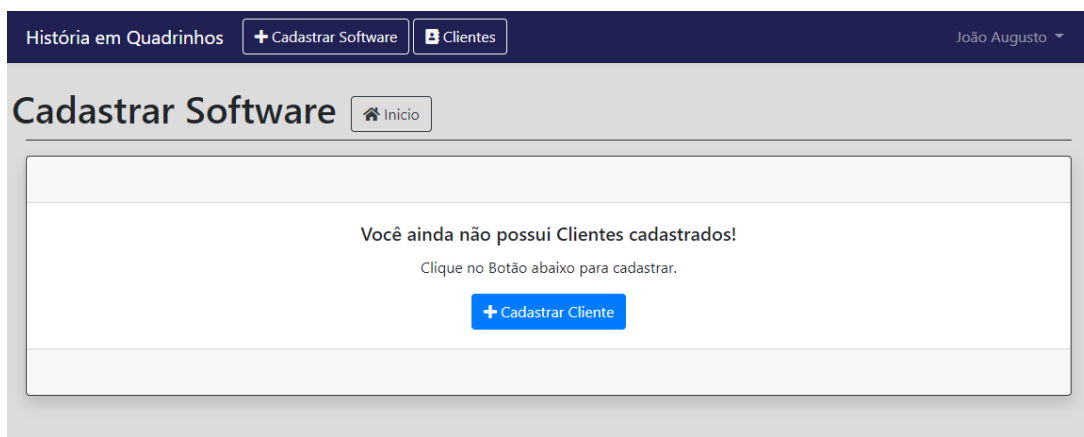 História em Quadrinhos Cadastrar Software Clientes João Augusto
Cadastrar Software Inicio
Você ainda não possui Clientes cadastrados!
Clique no Botão abaixo para cadastrar.
Cadastrar Cliente